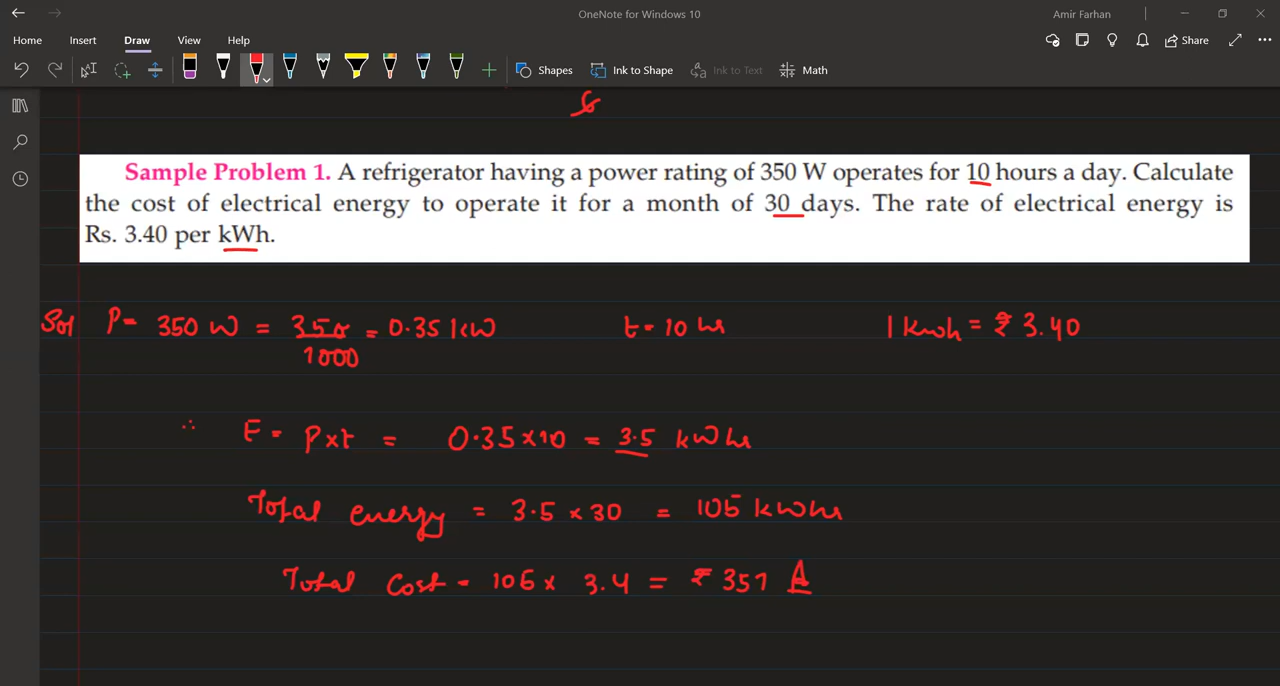 OneNote for Windows 10
Amir Farhan
Home Insert Draw View Help
Share
Shapes Ink to Shape Ink to Text Math
Sample Problem 1. A refrigerator having a power rating of 350 W operates for 10 hours a day. Calculate
the cost of electrical energy to operate it for a month of 30 days. The rate of electrical energy is
Rs. 3.40 per kWh.
Sol P = 350 W = 350/1000 = 0.35 kW t = 10 hr 1 kwh = ₹ 3.40
∴ E = P×t = 0.35×10 = 3.5 kW hr
Total energy = 3.5 × 30 = 105 kWhr
Total cost = 105 × 3.4 = ₹ 357 A